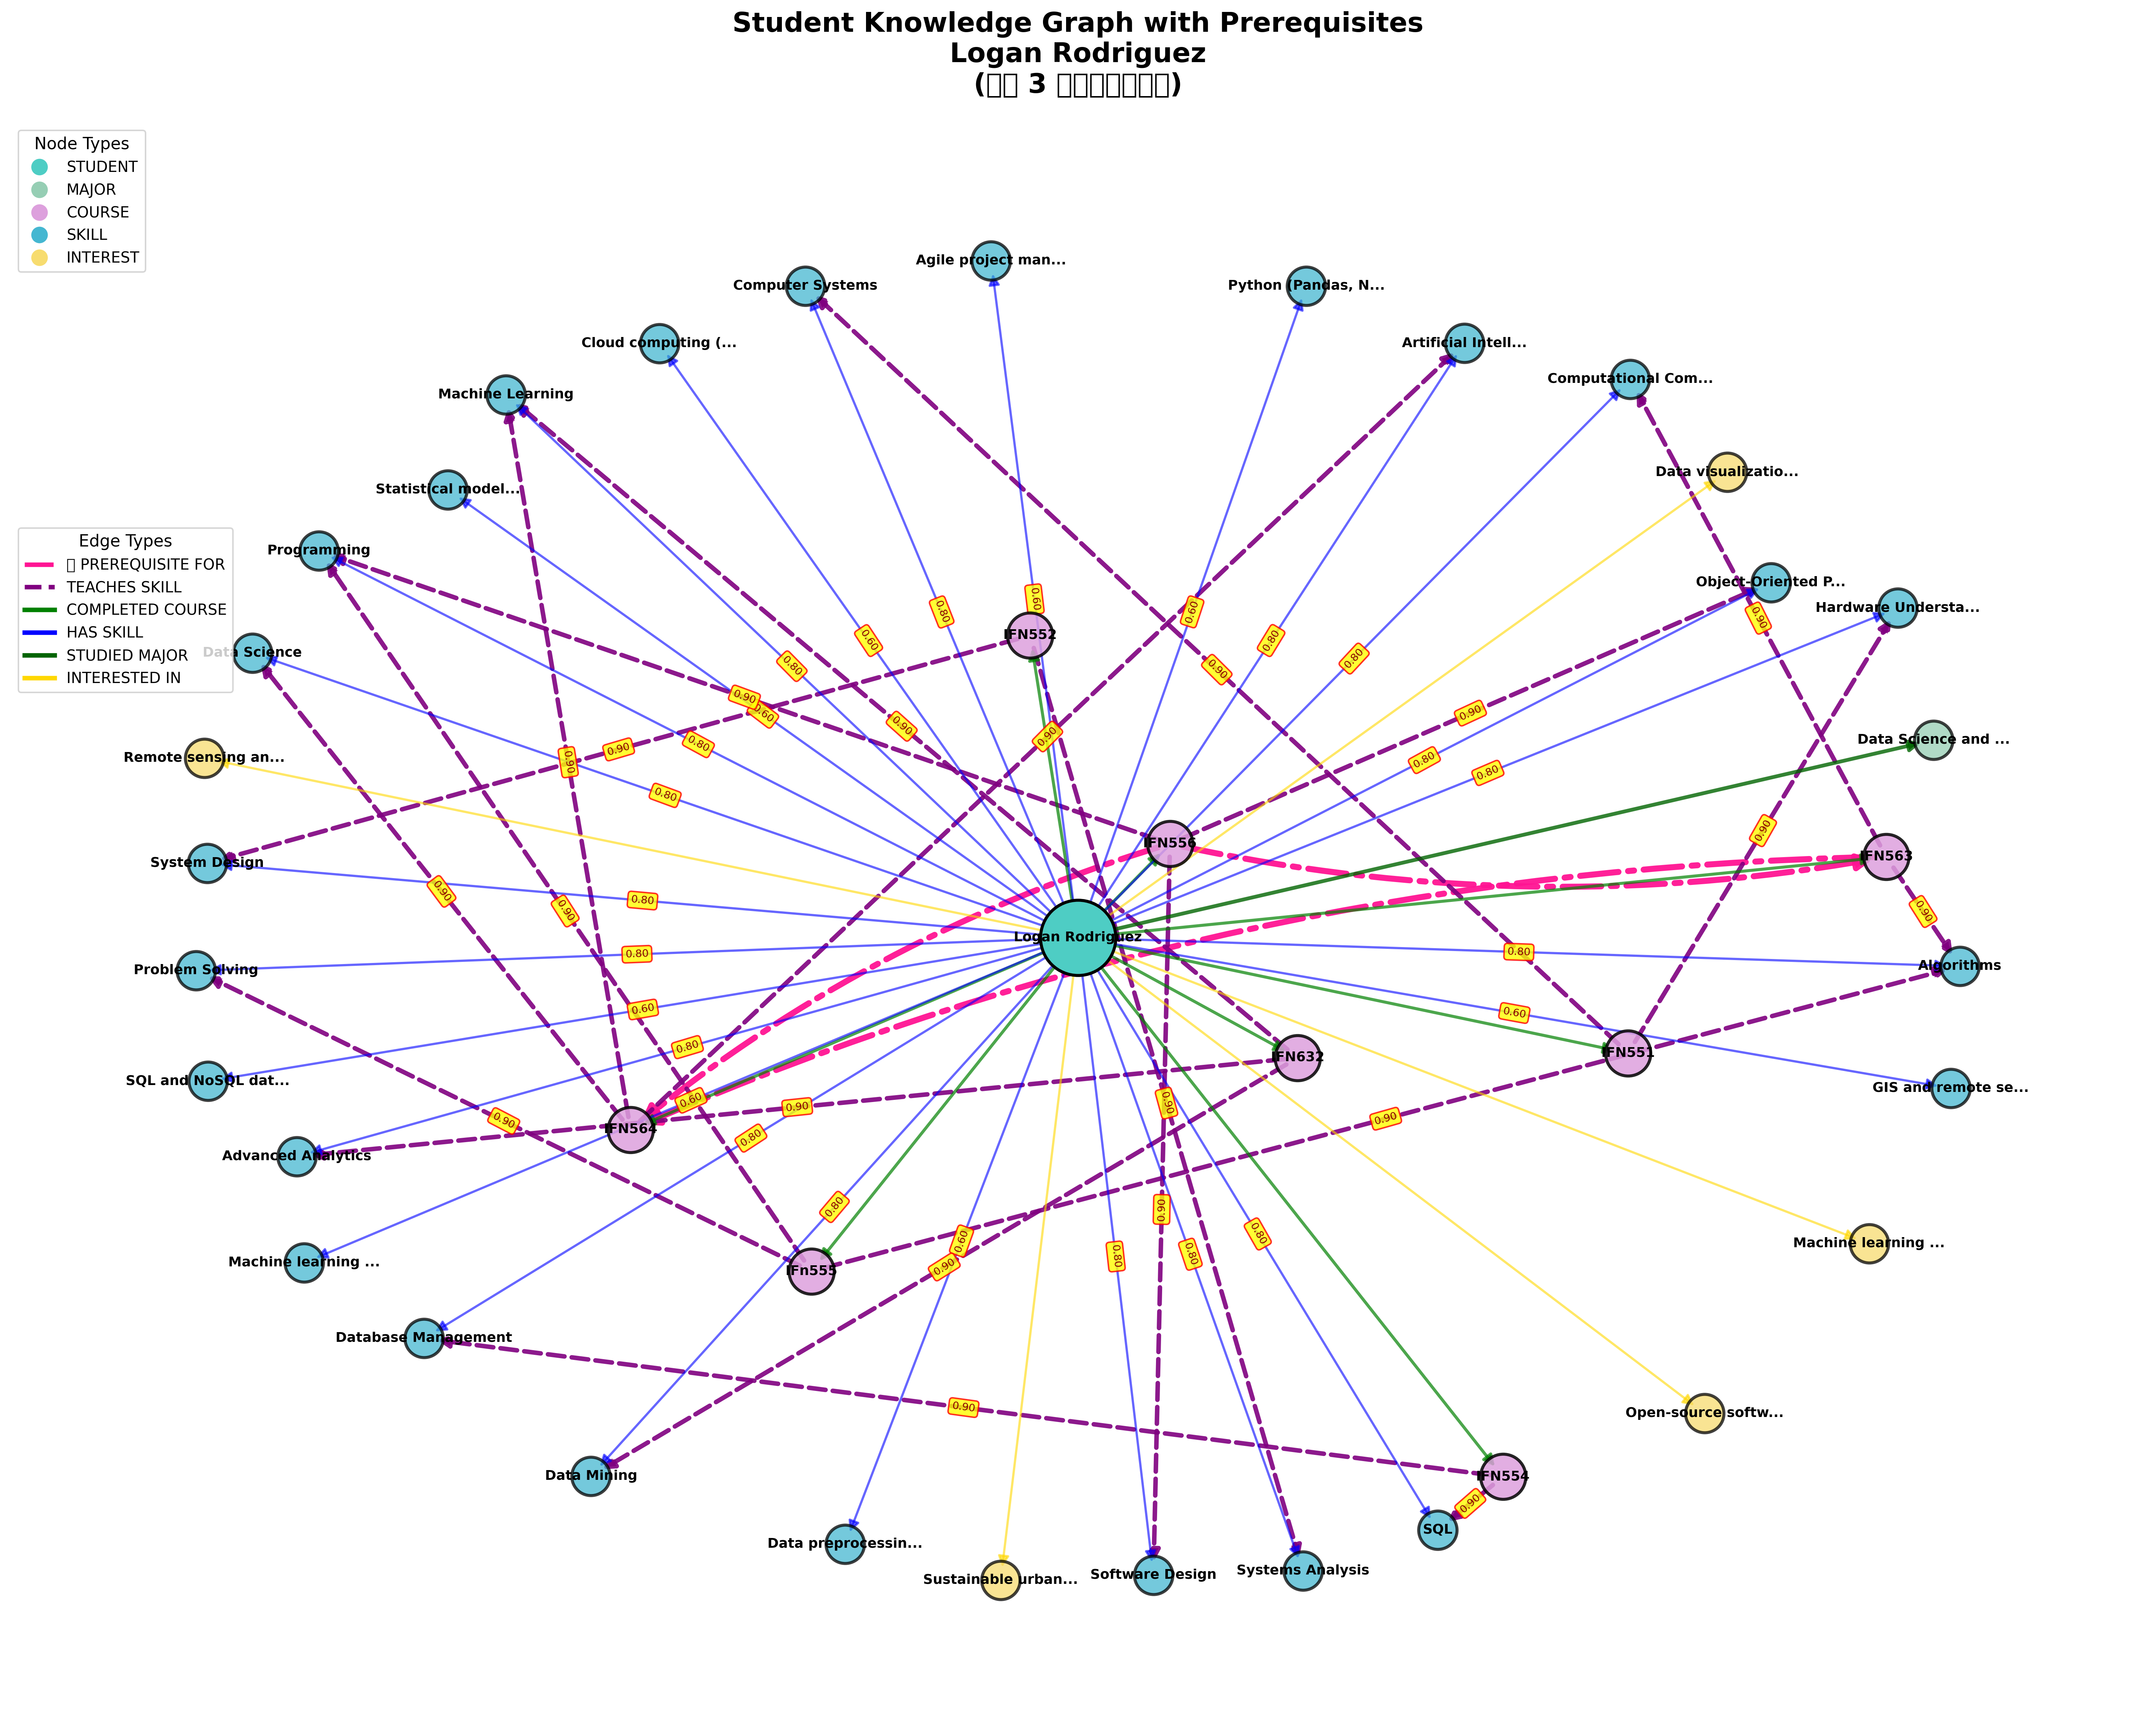 Student Knowledge Graph with Prerequisites
Logan Rodriguez
(□□ 3 □□□□□□□)
Node Types
STUDENT
MAJOR
COURSE
SKILL
INTEREST
Edge Types
□ PREREQUISITE FOR
TEACHES SKILL
COMPLETED COURSE
HAS SKILL
STUDIED MAJOR
INTERESTED IN
Agile project man...
Computer Systems
Python (Pandas, N...
Cloud computing (...
Artificial Intell...
Computational Com...
Machine Learning
Data visualizatio...
Statistical model...
Programming
Object-Oriented P...
Hardware Understa...
0.60
0.80
0.60
0.60
0.80
0.90
IFN552
Data Science
0.80
0.80
0.90
0.90
0.60
0.90
0.90
0.80
0.90
0.90
Data Science and ...
Remote sensing an...
0.90
0.80
0.80
0.80
0.90
IFN556
IFN563
System Design
0.90
0.80
0.90
0.90
Logan Rodriguez
0.80
0.80
Algorithms
Problem Solving
0.60
0.60
0.80
IFN632
IFN551
SQL and NoSQL dat...
GIS and remote se...
0.60
0.90
0.90
0.90
0.90
IFN564
0.80
Advanced Analytics
0.80
0.90
0.60
0.80
0.80
0.80
Machine learning ...
Machine learning ...
0.90
IFn555
Database Management
0.90
Open-source softw...
Data Mining
IFN554
0.90
SQL
Data preprocessin...
Sustainable urban...
Software Design
Systems Analysis